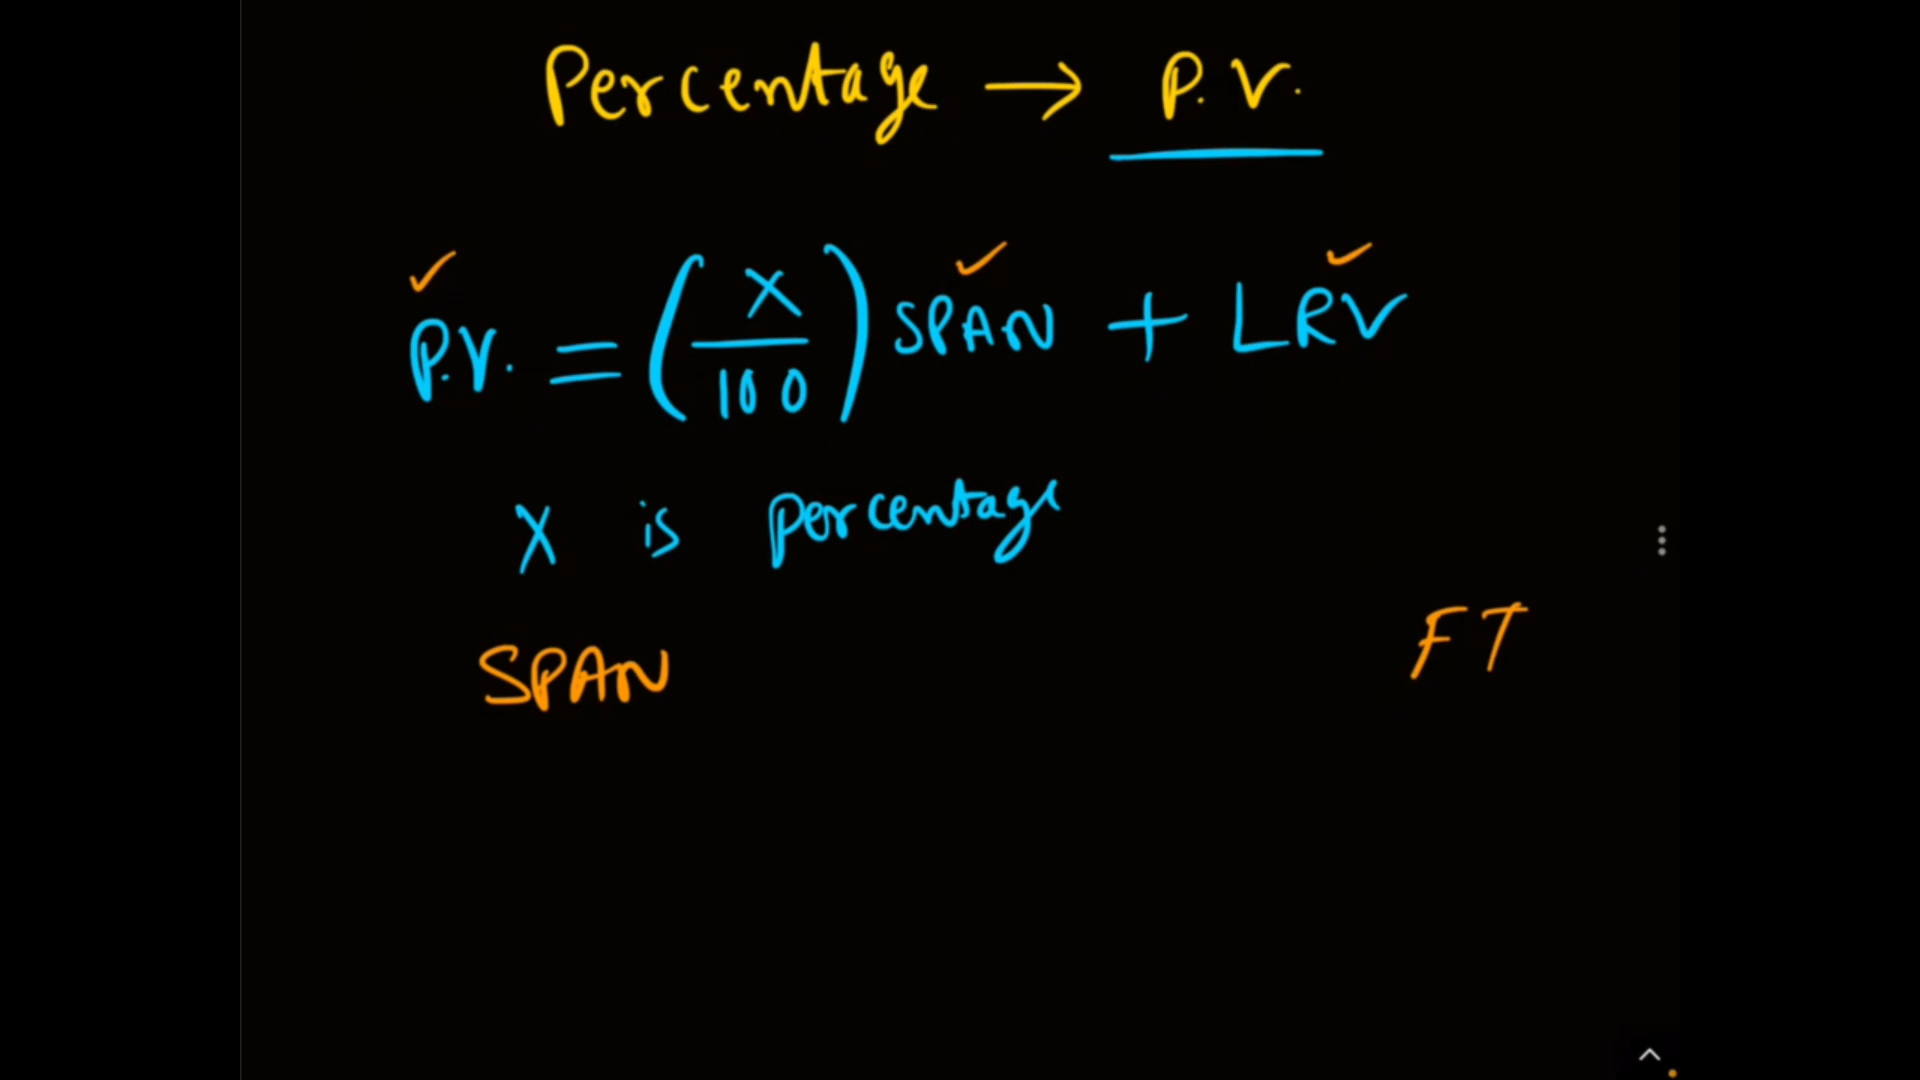 Percentage → P.V.
P.V. = (X/100) SPAN + LRV
X is percentage
SPAN
FT